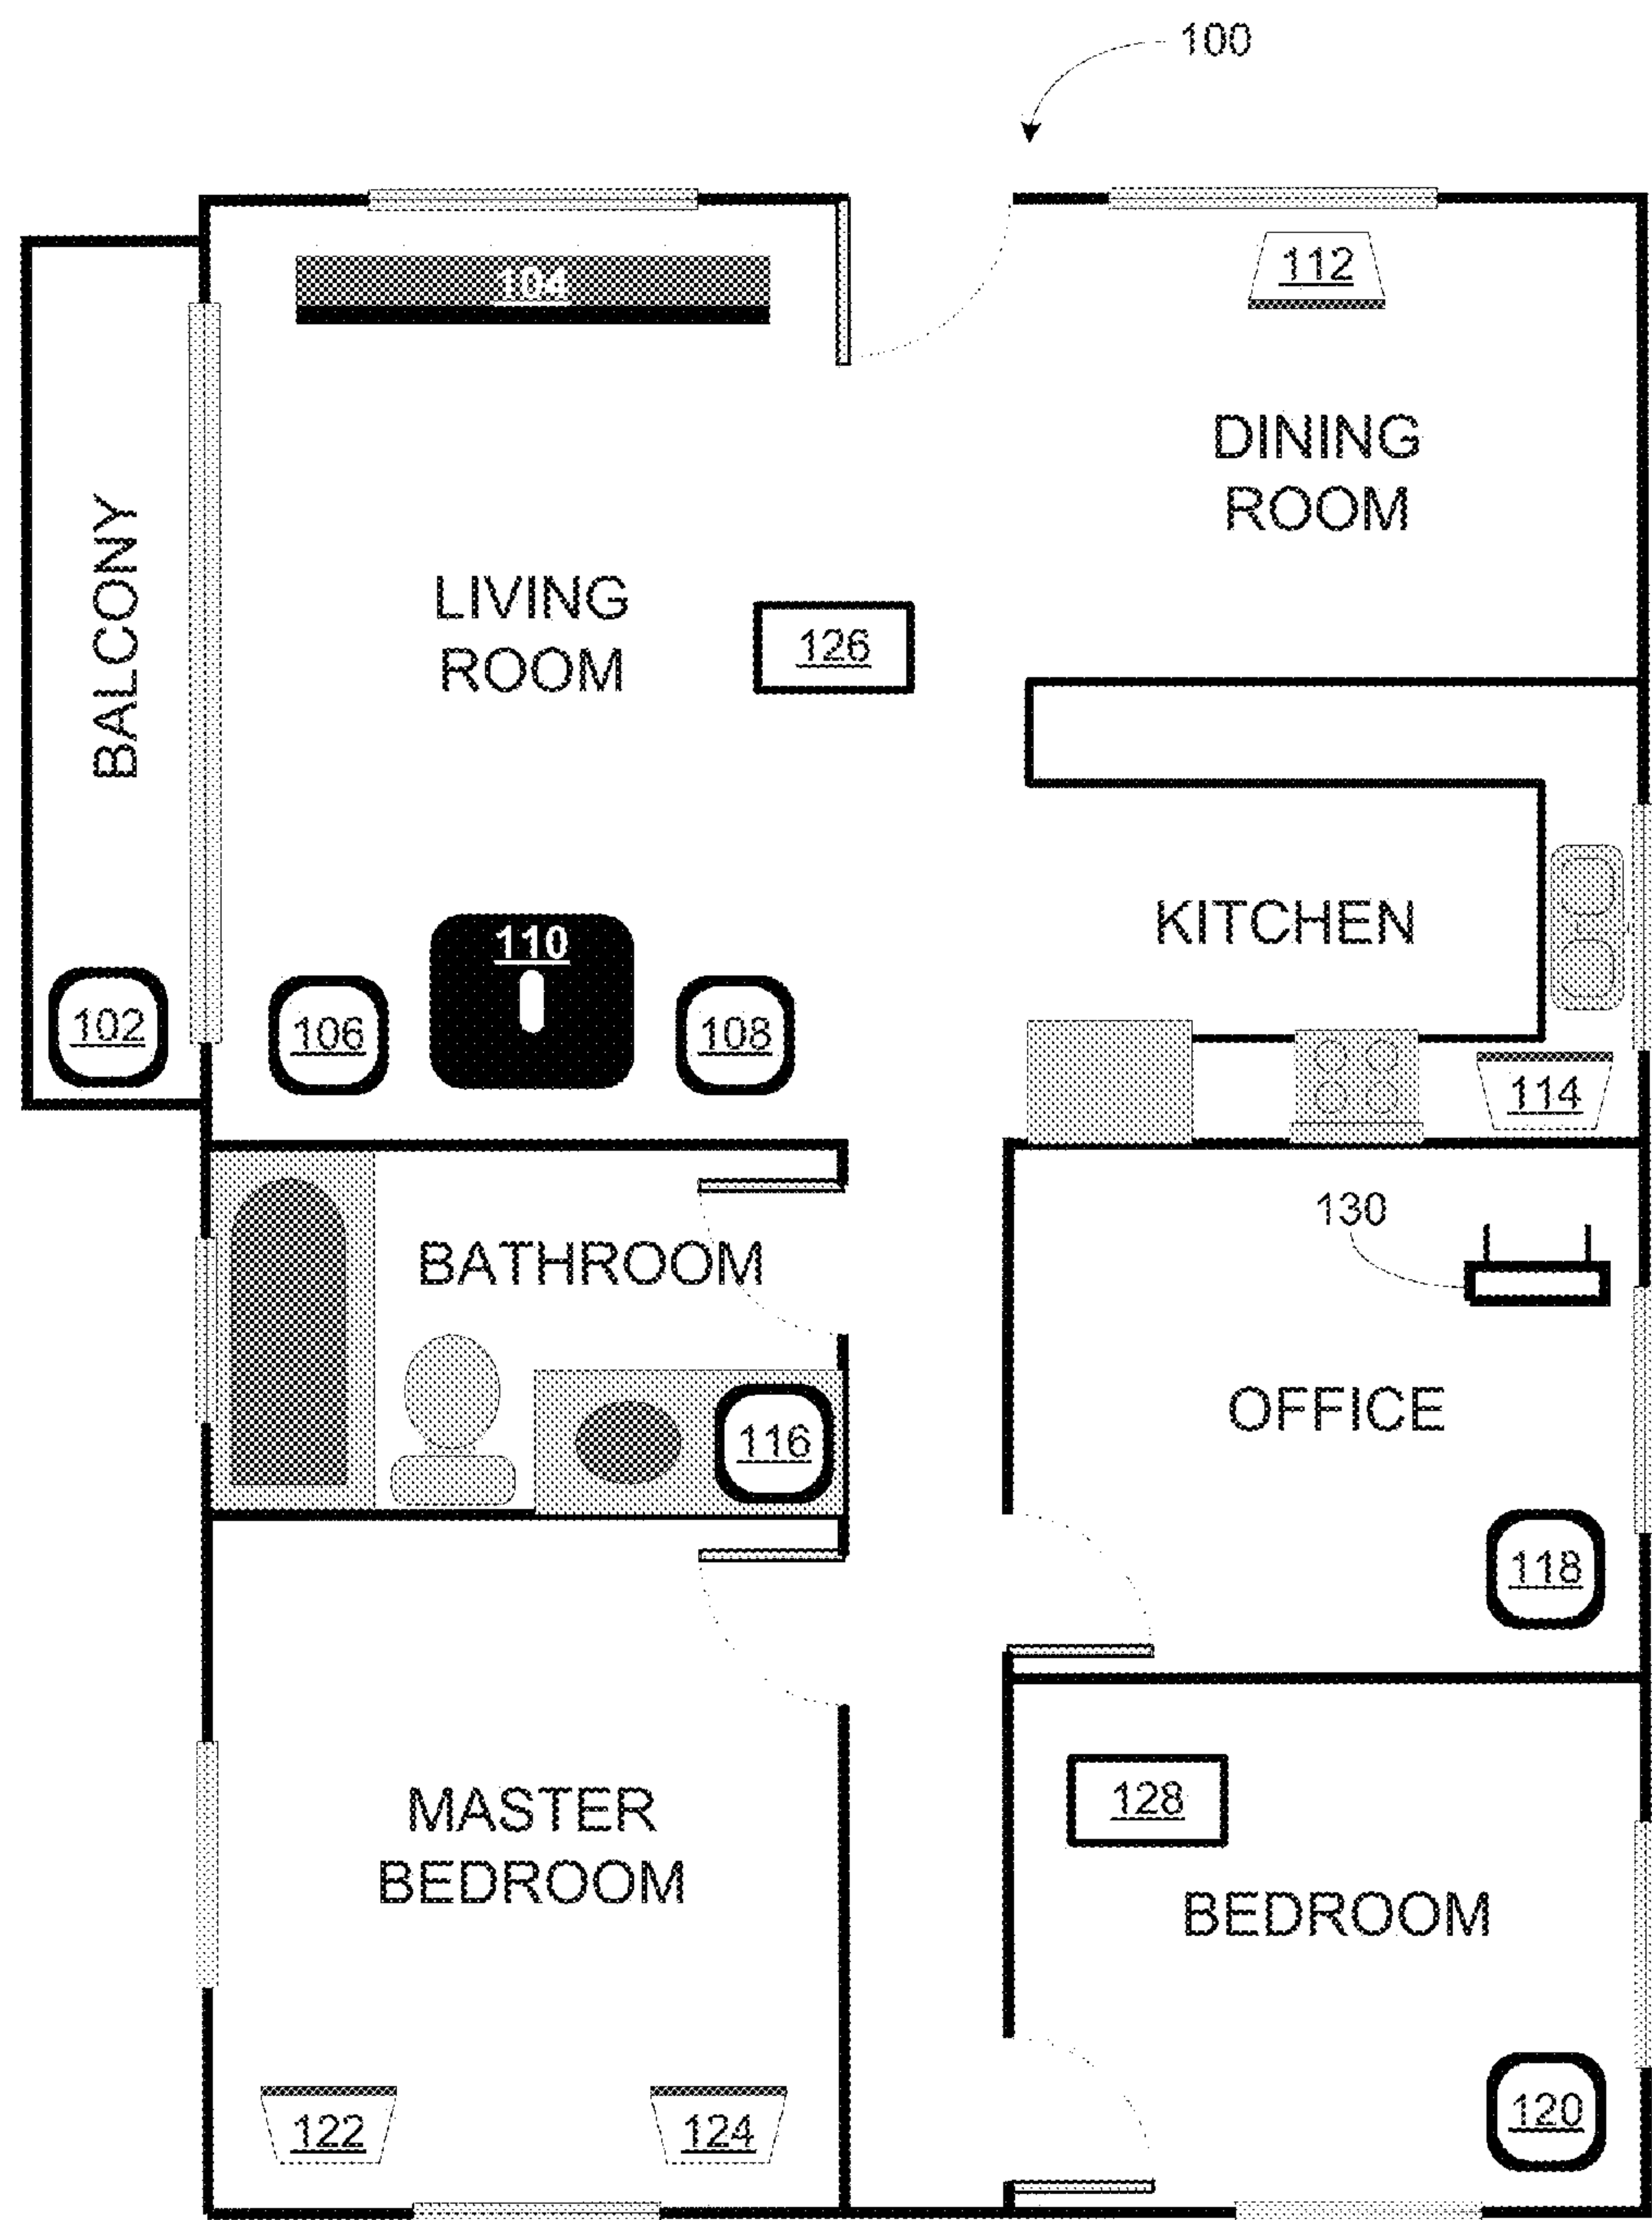 100
104
112
DINING
ROOM
BALCONY
LIVING
ROOM
126
KITCHEN
110
102
106
108
114
130
BATHROOM
OFFICE
116
118
128
MASTER
BEDROOM
BEDROOM
120
122
124